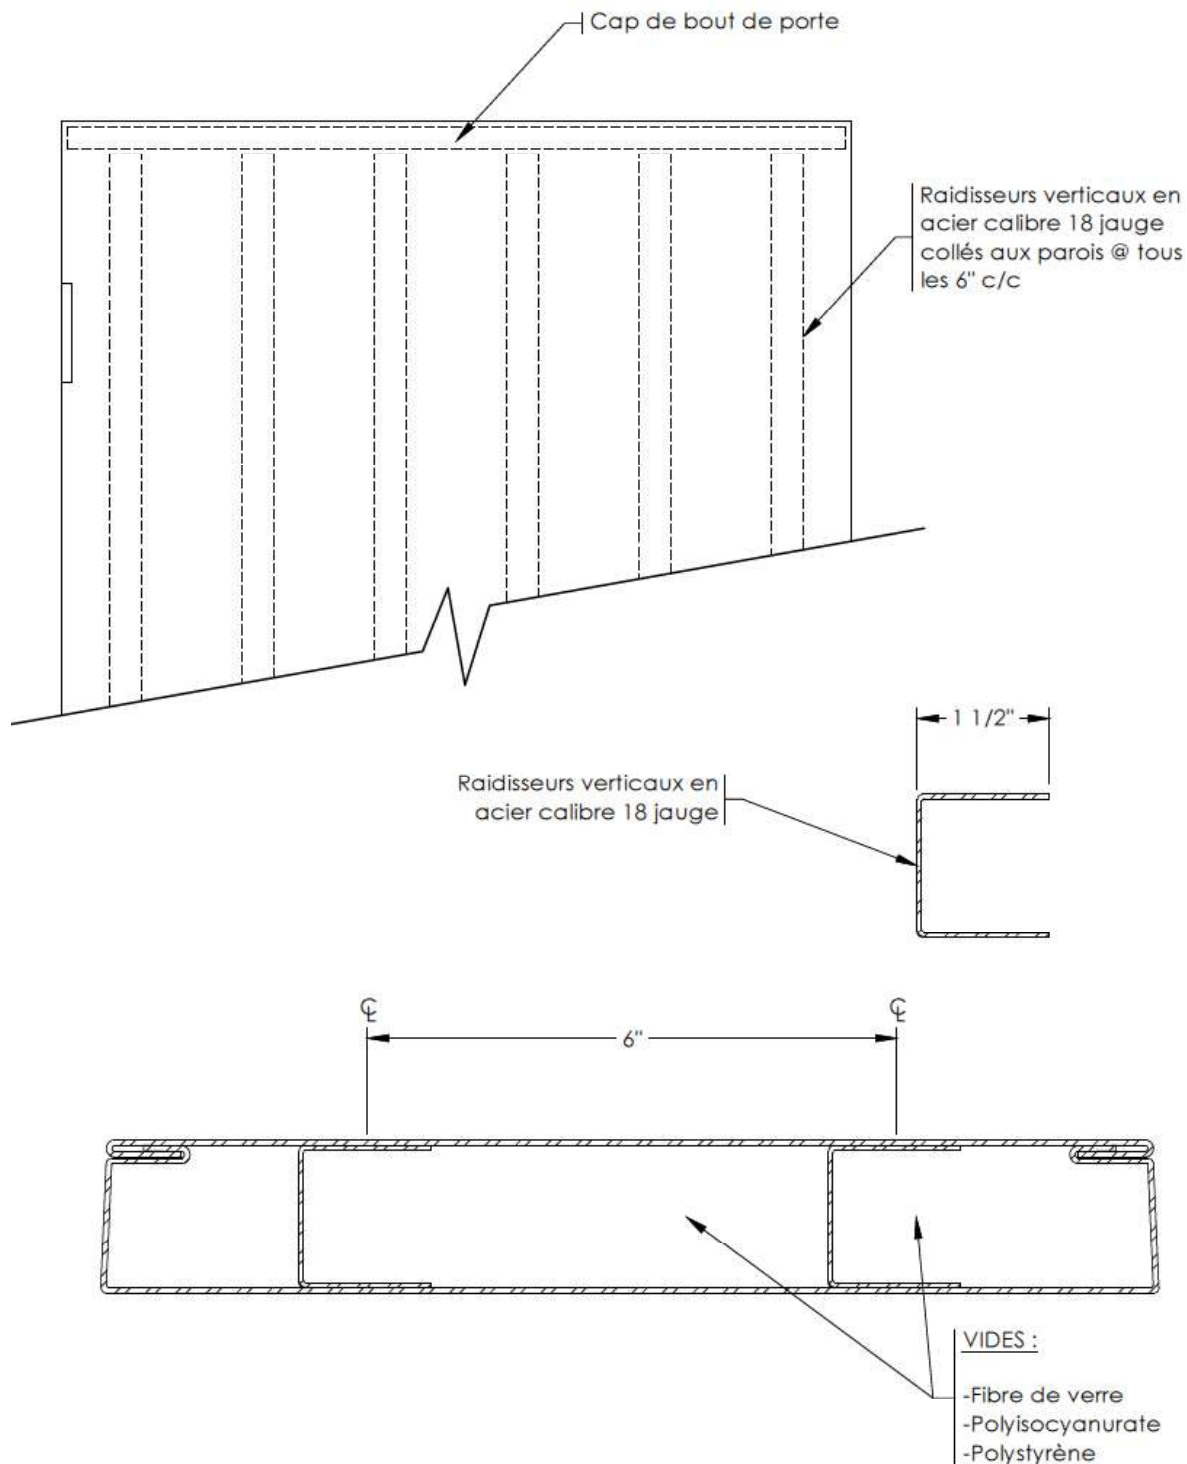 Cap de bout de porte
Raidisseurs verticaux en
acier calibre 18 jauge
collés aux parois @ tous
les 6" c/c
1 1/2"
Raidisseurs verticaux en
acier calibre 18 jauge
℄
℄
6"
VIDES :
-Fibre de verre
-Polyisocyanurate
-Polystyrène